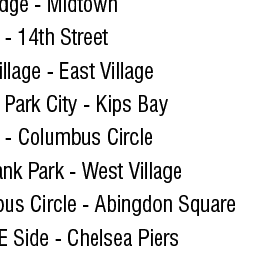 dge - Midtown
- 14th Street
illage - East Village
Park City - Kips Bay
- Columbus Circle
ank Park - West Village
bus Circle - Abingdon Square
E Side - Chelsea Piers